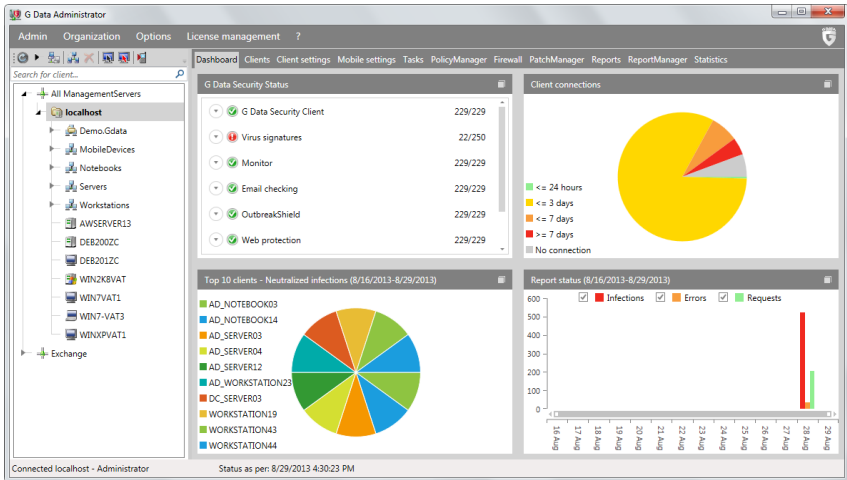 G Data Administrator
Admin Organization Options License management ?
Search for client...
All ManagementServers
localhost
Demo.Gdata
MobileDevices
Notebooks
Servers
Workstations
AWSERVER13
DEB200ZC
DEB201ZC
WIN2K8VAT
WIN7VAT1
WIN7-VAT3
WINXPVAT1
Exchange
Dashboard Clients Client settings Mobile settings Tasks PolicyManager Firewall PatchManager Reports ReportManager Statistics
G Data Security Status
G Data Security Client 229/229
Virus signatures 22/250
Monitor 229/229
Email checking 229/229
OutbreakShield 229/229
Web protection 229/229
Client connections
<= 24 hours
<= 3 days
<= 7 days
>= 7 days
No connection
Top 10 clients - Neutralized infections (8/16/2013-8/29/2013)
AD_NOTEBOOK03
AD_NOTEBOOK14
AD_SERVER03
AD_SERVER04
AD_SERVER12
AD_WORKSTATION23
DC_SERVER03
WORKSTATION19
WORKSTATION43
WORKSTATION44
Report status (8/16/2013-8/29/2013)
Infections Errors Requests
600
500
400
300
200
100
0
16 Aug
17 Aug
18 Aug
19 Aug
20 Aug
21 Aug
22 Aug
23 Aug
24 Aug
25 Aug
26 Aug
27 Aug
28 Aug
29 Aug
Connected localhost - Administrator
Status as per: 8/29/2013 4:30:23 PM